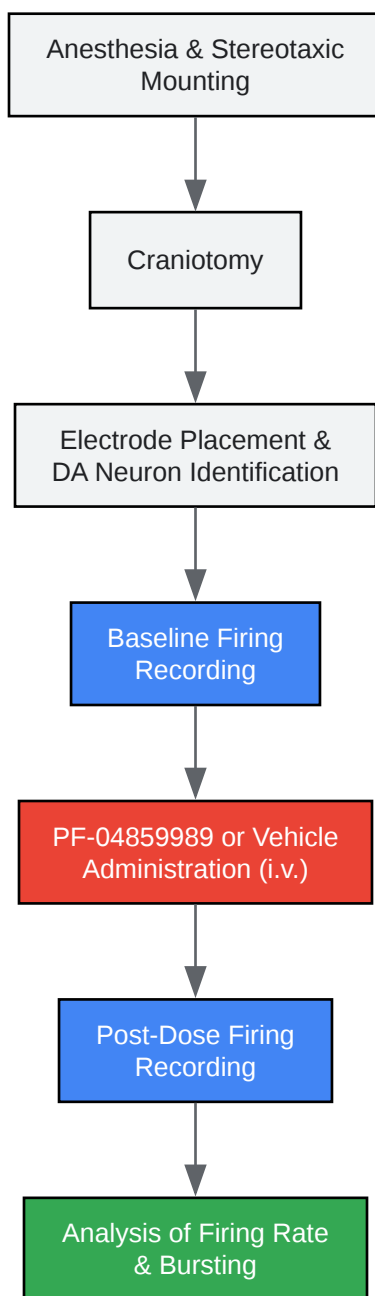 Anesthesia & Stereotaxic
Mounting
Craniotomy
Electrode Placement &
DA Neuron Identification
Baseline Firing
Recording
PF-04859989 or Vehicle
Administration (i.v.)
Post-Dose Firing
Recording
Analysis of Firing Rate
& Bursting